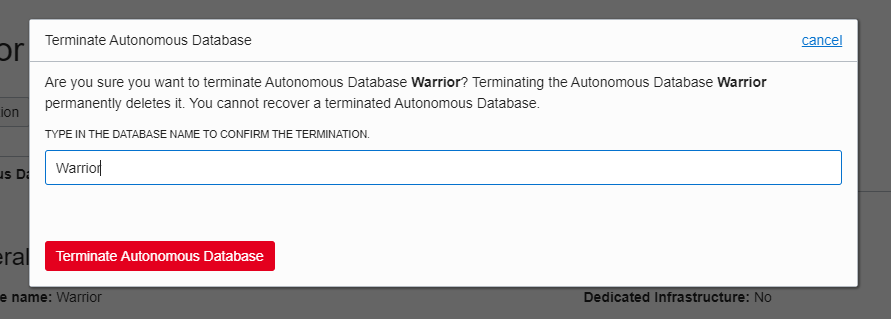 or
Terminate Autonomous Database
cancel
Are you sure you want to terminate Autonomous Database Warrior? Terminating the Autonomous Database Warrior
permanently deletes it. You cannot recover a terminated Autonomous Database.
ion
TYPE IN THE DATABASE NAME TO CONFIRM THE TERMINATION.
Warrior
us Da
Terminate Autonomous Database
eral
e name: Warrior
Dedicated Infrastructure: No